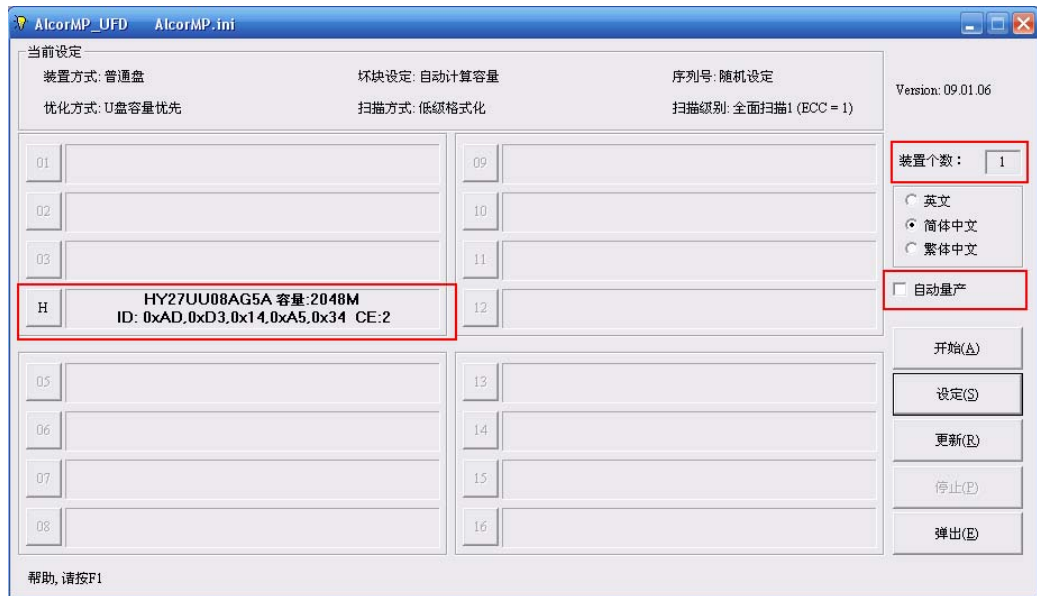 AlcorMP_UFD AlcorMP.ini
当前设定
装置方式:普通盘 坏块设定:自动计算容量 序列号:随机设定
优化方式:U盘容量优先 扫描方式:低级格式化 扫描级别:全面扫描1 (ECC = 1)
Version: 09.01.06
装置个数: 1
英文
简体中文
繁体中文
自动量产
01
02
03
H HY27UU08AG5A 容量:2048M
ID: 0xAD,0xD3,0x14,0xA5,0x34 CE:2
09
10
11
12
05
06
07
08
13
14
15
16
开始(A)
设定(S)
更新(R)
停止(P)
弹出(E)
帮助,请按F1